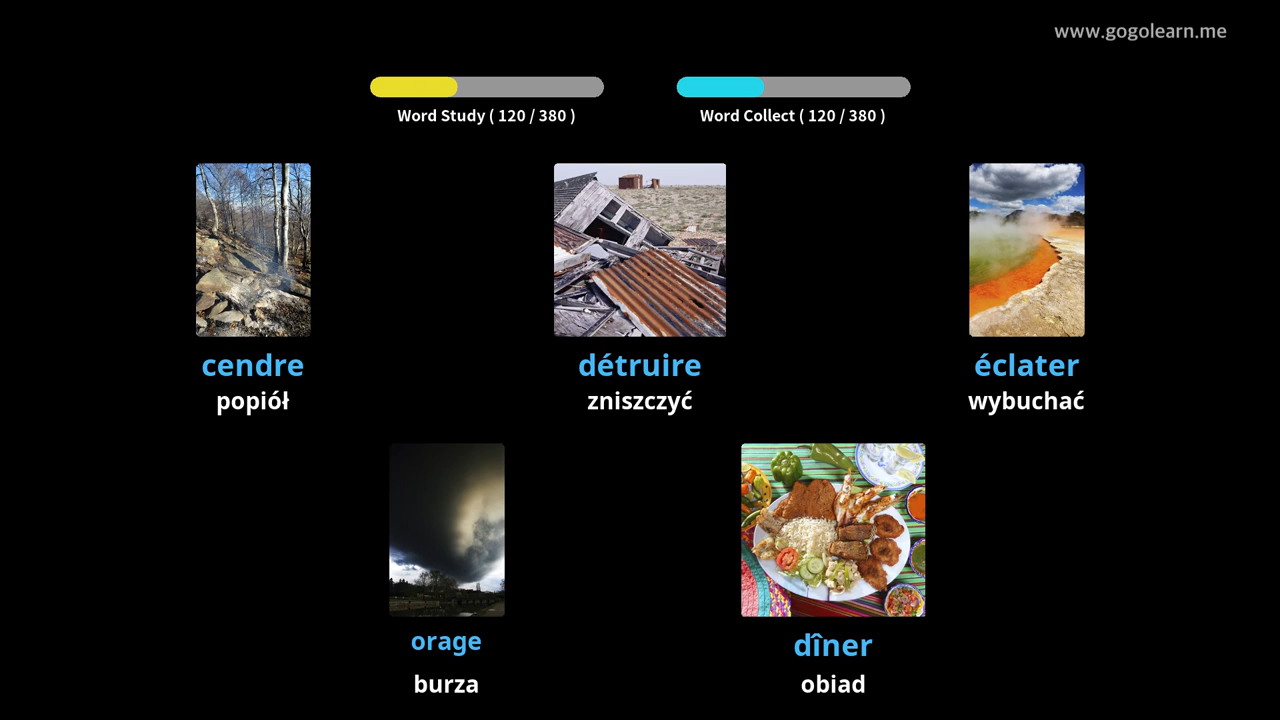 www.gogolearn.me
Word Study ( 120 / 380 )
Word Collect ( 120 / 380 )
cendre
popiół
détruire
zniszczyć
éclater
wybuchać
orage
burza
dîner
obiad